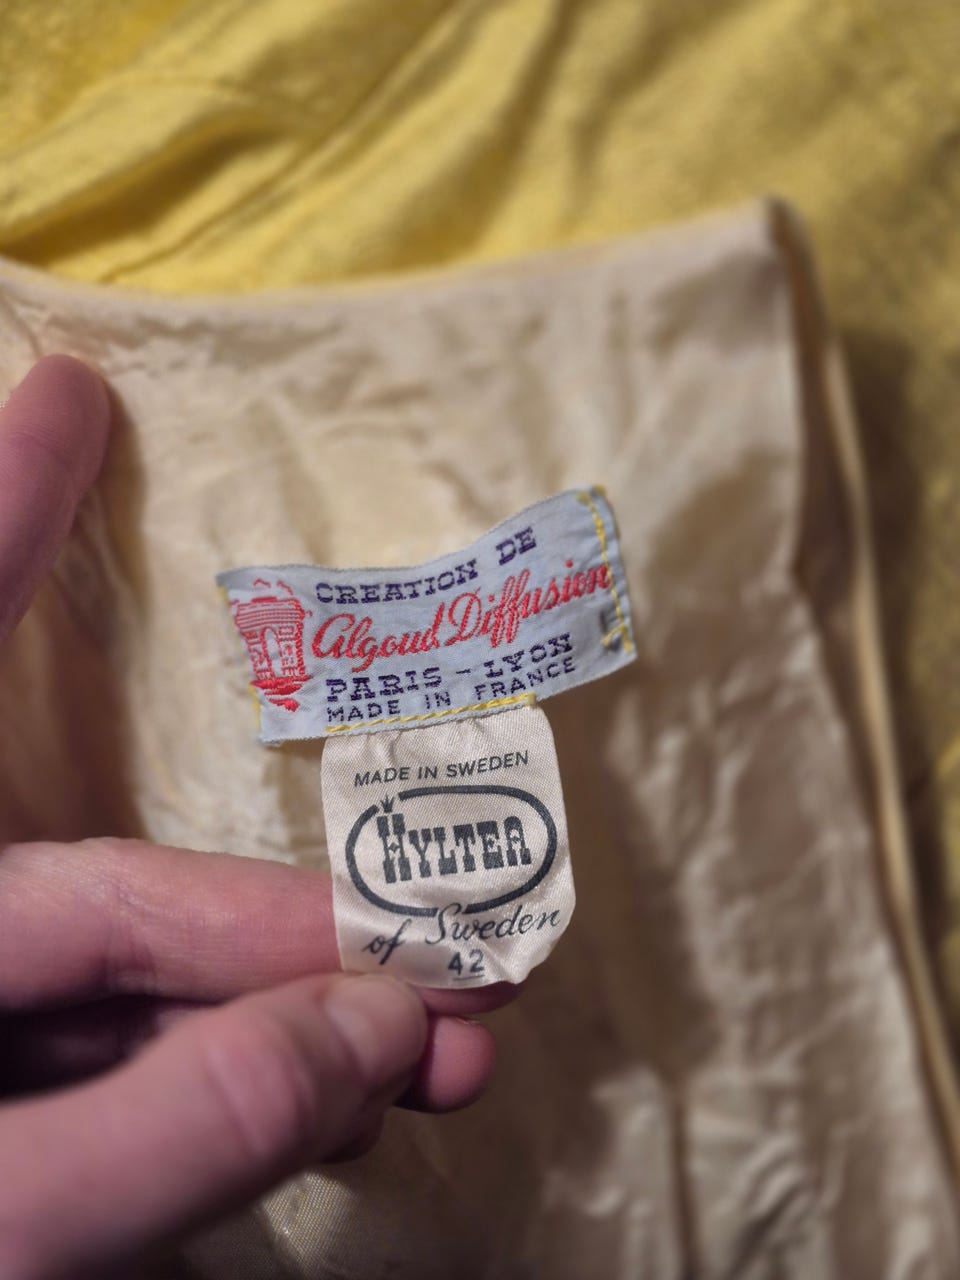 CREATION DE
Algoud Diffusion
PARIS - LYON
MADE IN FRANCE
MADE IN SWEDEN
HYLTEA
of Sweden
42